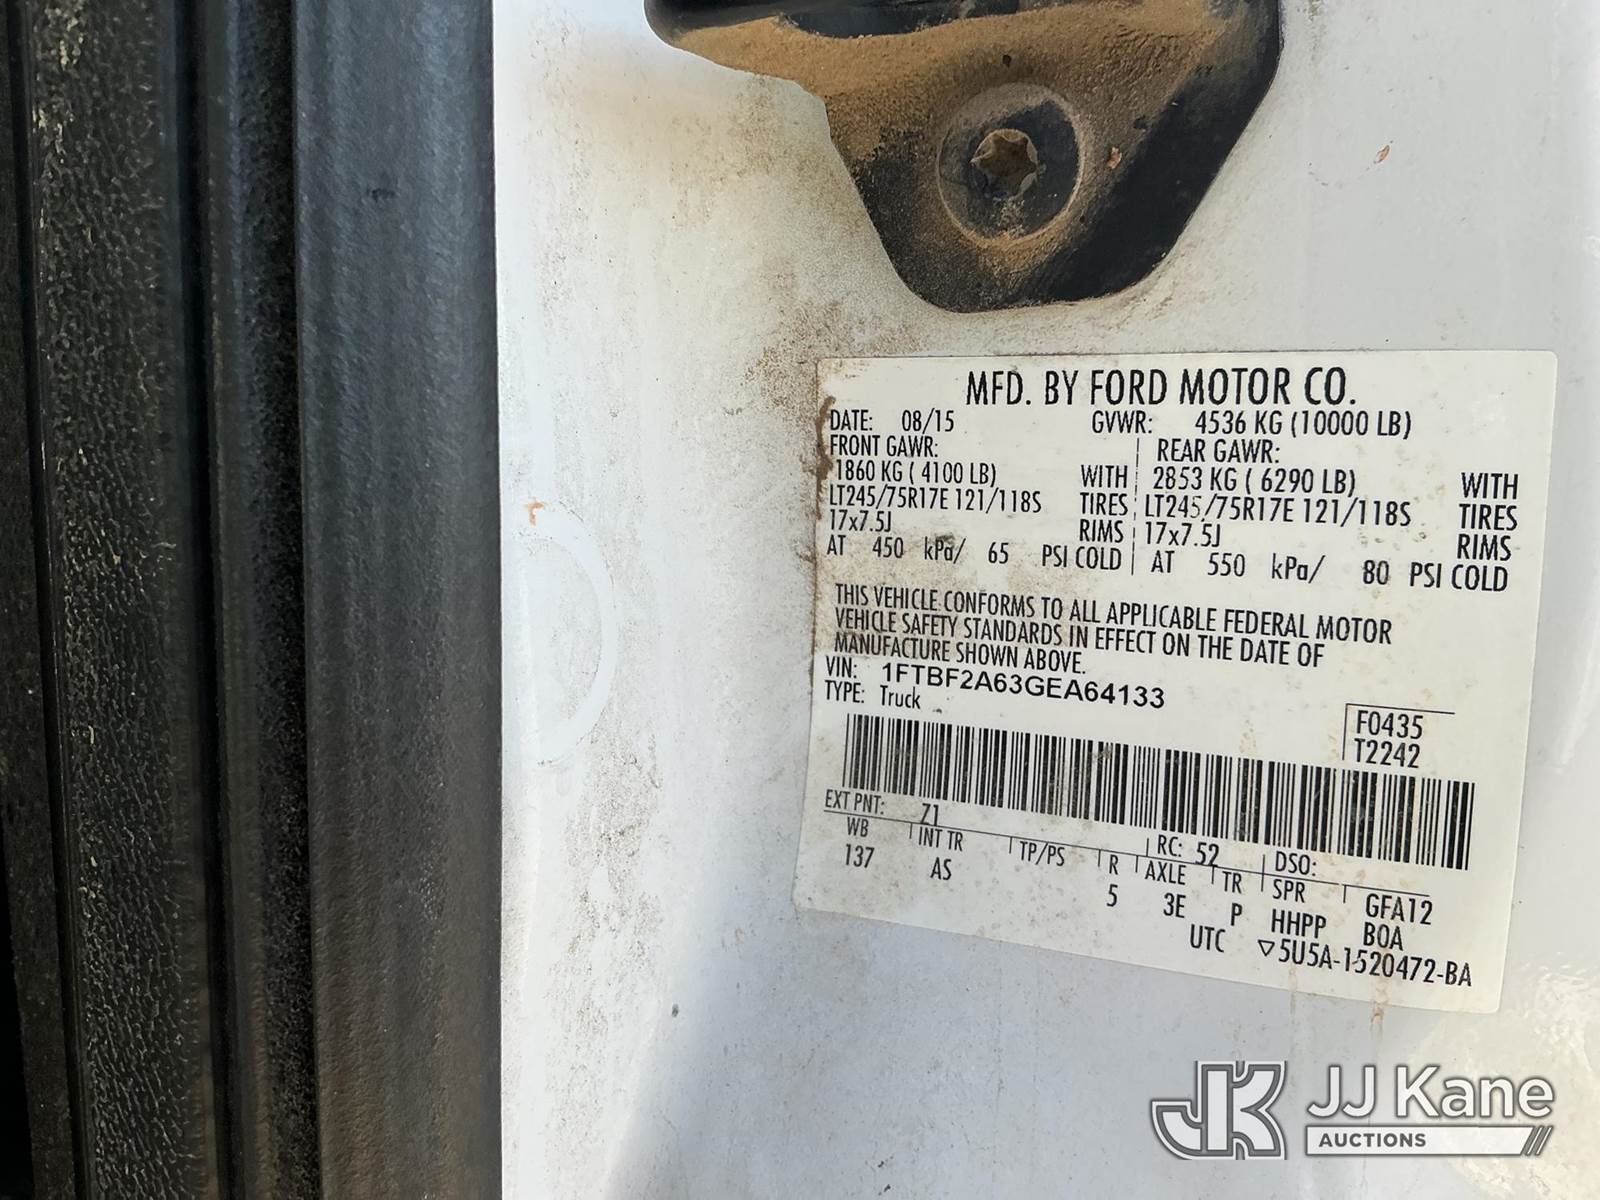 MFD. BY FORD MOTOR CO.
DATE: 08/15 GVWR: 4536 KG (10000 LB)
FRONT GAWR: REAR GAWR:
1860 KG ( 4100 LB) WITH 2853 KG ( 6290 LB) WITH
LT245/75R17E 121/118S TIRES LT245/75R17E 121/118S TIRES
17x7.5J RIMS 17x7.5J RIMS
AT 450 kPa/ 65 PSI COLD AT 550 kPa/ 80 PSI COLD
THIS VEHICLE CONFORMS TO ALL APPLICABLE FEDERAL MOTOR
VEHICLE SAFETY STANDARDS IN EFFECT ON THE DATE OF
MANUFACTURE SHOWN ABOVE.
VIN: 1FTBF2A63GEA64133
TYPE: Truck
F0435
T2242
EXT PNT: Z1 RC: 52 DSO:
WB INT TR TP/PS R AXLE TR SPR GFA12
137 AS 5 3E P HHPP B0A
UTC ▽5U5A-1520472-BA
JK JJ Kane
AUCTIONS